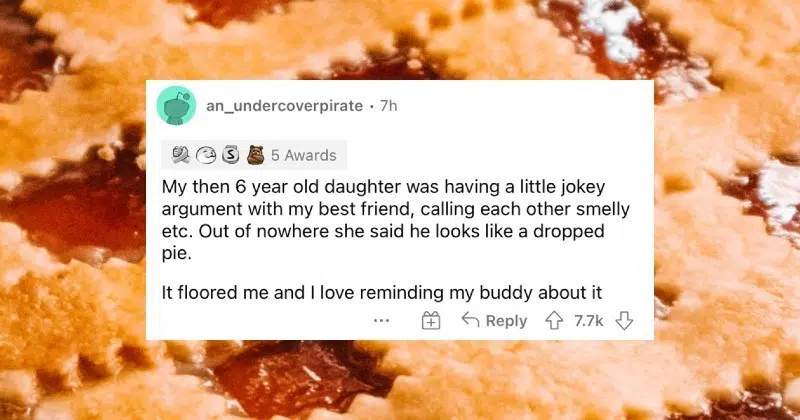 an_undercoverpirate • 7h
S 5 Awards
My then 6 year old daughter was having a little jokey
argument with my best friend, calling each other smelly
etc. Out of nowhere she said he looks like a dropped
pie.
It floored me and I love reminding my buddy about it
... Reply 7.7k